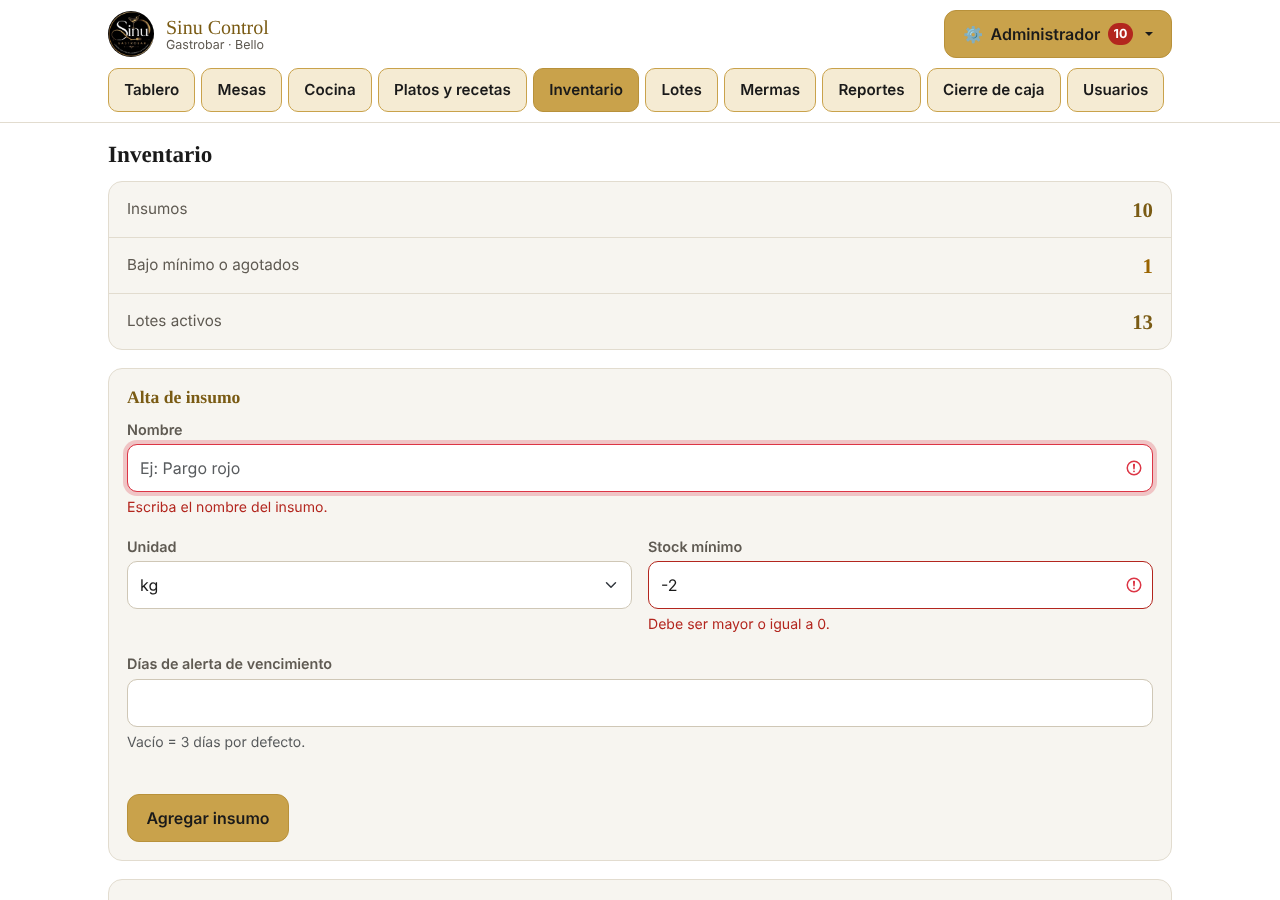 Sinu
Sinu Control
Gastrobar · Bello
Administrador 10
Tablero Mesas Cocina Platos y recetas Inventario Lotes Mermas Reportes Cierre de caja Usuarios
Inventario
Insumos 10
Bajo mínimo o agotados 1
Lotes activos 13
Alta de insumo
Nombre
Ej: Pargo rojo
Escriba el nombre del insumo.
Unidad Stock mínimo
kg -2
Debe ser mayor o igual a 0.
Días de alerta de vencimiento
Vacío = 3 días por defecto.
Agregar insumo